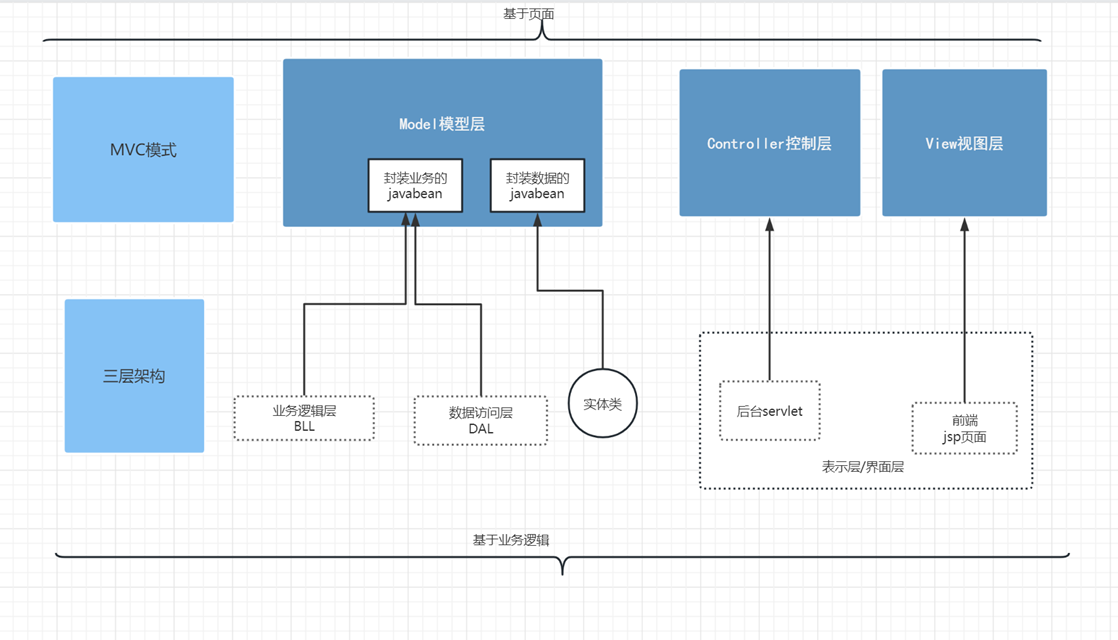 基于页面
MVC模式
Model模型层
封装业务的
javabean
封装数据的
javabean
Controller控制层
View视图层
三层架构
业务逻辑层
BLL
数据访问层
DAL
实体类
后台servlet
前端
jsp页面
表示层/界面层
基于业务逻辑